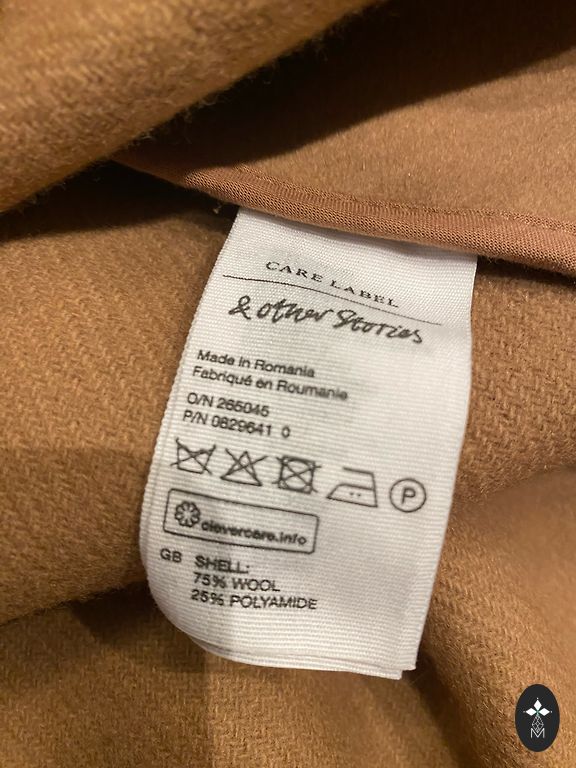 CARE LABEL
& other Stories
Made in Romania
Fabriqué en Roumanie
O/N 265045
P/N 0829641 0
P
clevercare.info
GB SHELL:
75% WOOL
25% POLYAMIDE
M